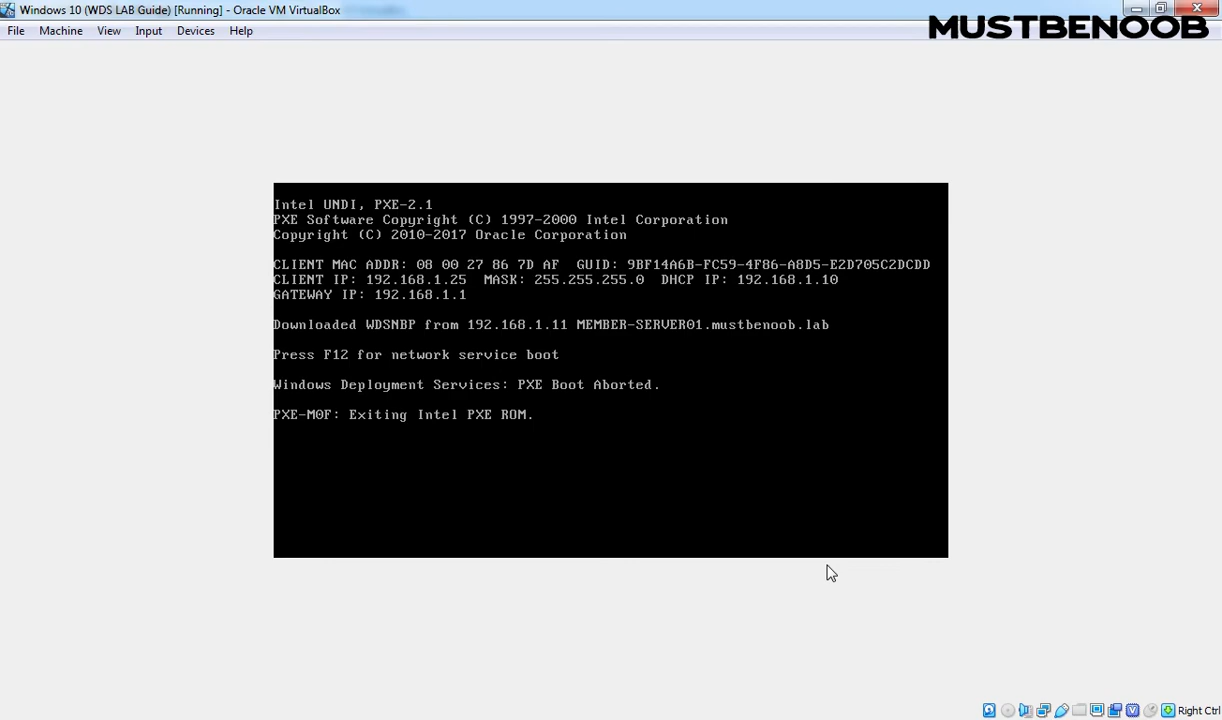 Windows 10 (WDS LAB Guide) [Running] - Oracle VM VirtualBox
File Machine View Input Devices Help
MUSTBENOOB
Intel UNDI, PXE-2.1
PXE Software Copyright (C) 1997-2000 Intel Corporation
Copyright (C) 2010-2017 Oracle Corporation
CLIENT MAC ADDR: 08 00 27 86 7D AF GUID: 9BF14A6B-FC59-4F86-A8D5-E2D705C2DCDD
CLIENT IP: 192.168.1.25 MASK: 255.255.255.0 DHCP IP: 192.168.1.10
GATEWAY IP: 192.168.1.1
Downloaded WDSNBP from 192.168.1.11 MEMBER-SERVER01.mustbenoob.lab
Press F12 for network service boot
Windows Deployment Services: PXE Boot Aborted.
PXE-M0F: Exiting Intel PXE ROM.
Right Ctrl